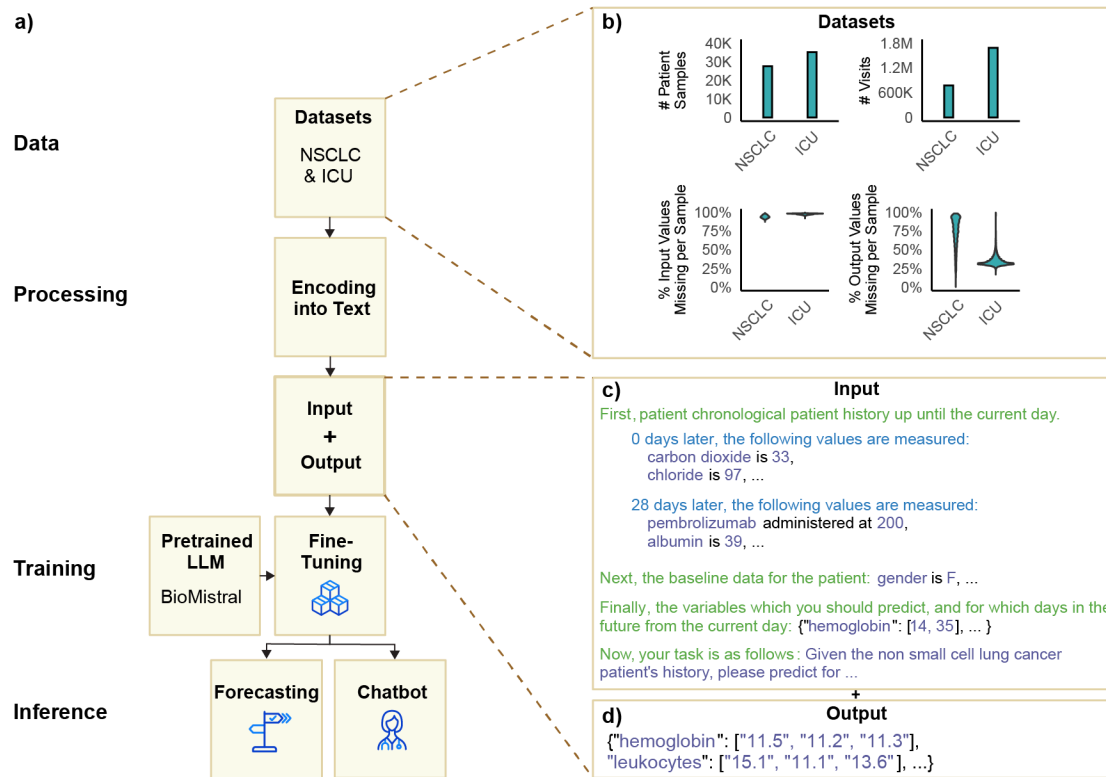 a)
Data
Processing
Training
Inference
Datasets
NSCLC
& ICU
Encoding
into Text
Input
+
Output
Pretrained
LLM
BioMistral
Fine-
Tuning
Forecasting
Chatbot
b)
Datasets
# Patient
Samples
40K
30K
20K
10K
0
NSCLC
ICU
# Visits
1.8M
1.2M
600K
0
NSCLC
ICU
% Input Values
Missing per Sample
100%
75%
50%
25%
0%
NSCLC
ICU
% Output Values
Missing per Sample
100%
75%
50%
25%
0%
NSCLC
ICU
c)
Input
First, patient chronological patient history up until the current day.
0 days later, the following values are measured:
carbon dioxide is 33,
chloride is 97, ...
28 days later, the following values are measured:
pembrolizumab administered at 200,
albumin is 39, ...
Next, the baseline data for the patient: gender is F, ...
Finally, the variables which you should predict, and for which days in the
future from the current day: {"hemoglobin": [14, 35], ... }
Now, your task is as follows: Given the non small cell lung cancer
patient's history, please predict for ...
+
d)
Output
{"hemoglobin": ["11.5", "11.2", "11.3"],
"leukocytes": ["15.1", "11.1", "13.6"], ...}